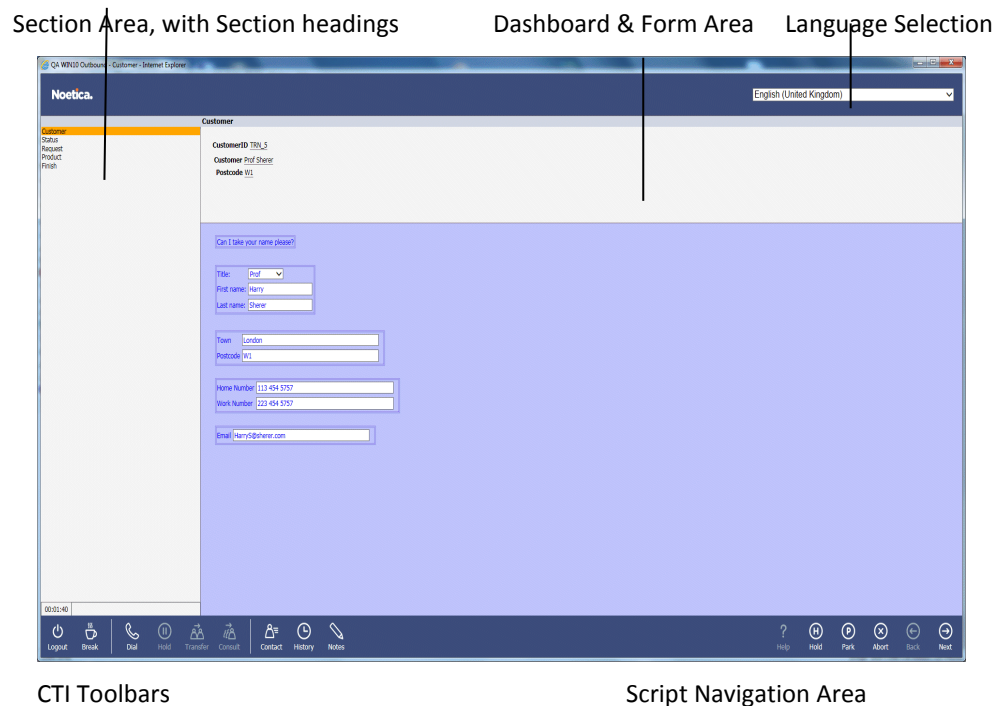 Section Area, with Section headings Dashboard & Form Area Language Selection
QA WIN10 Outbound - Customer - Internet Explorer
Noetica.
English (United Kingdom)
Customer
Customer
Status
Request
Product
Finish
CustomerID TRN_5
Customer Prof Sherer
Postcode W1
Can I take your name please?
Title: Prof
First name: Harry
Last name: Sherer
Town London
Postcode W1
Home Number 113 454 5757
Work Number 223 454 5757
Email HarryS@sherer.com
00:01:40
Logout Break Dial Hold Transfer Consult Contact History Notes ? Help H Hold P Park Abort Back Next
CTI Toolbars Script Navigation Area